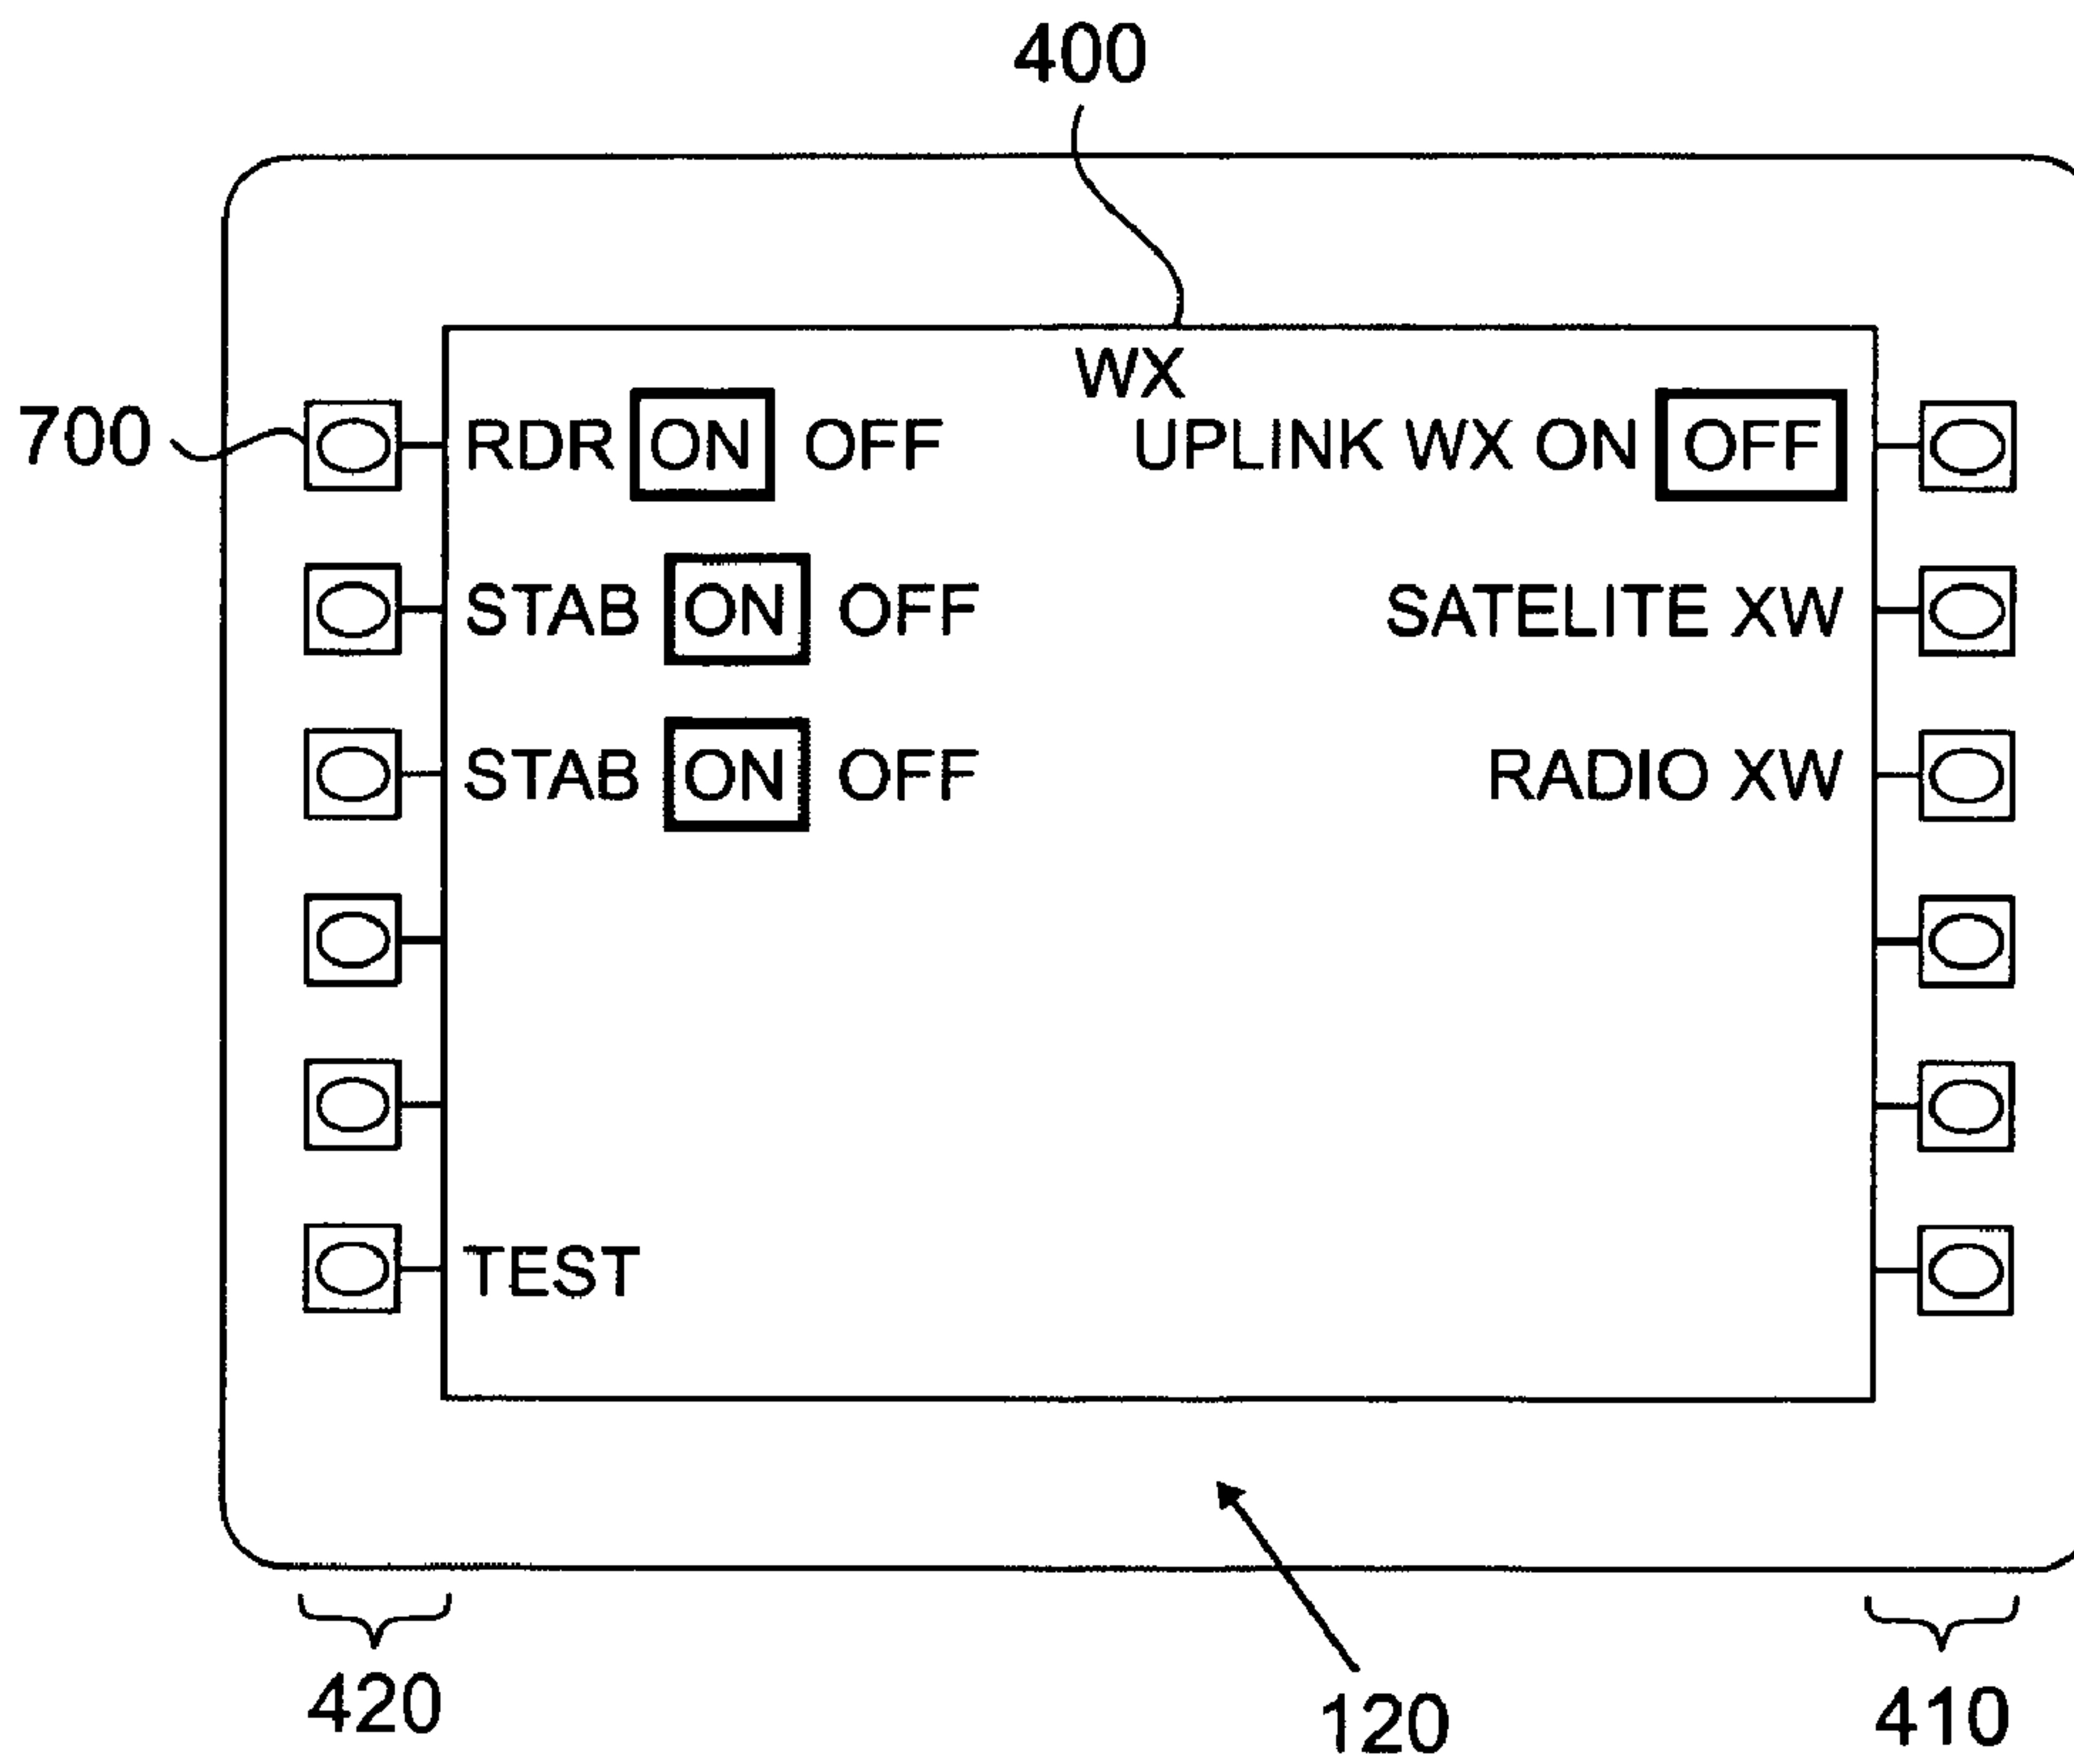 400
WX
700 RDR ON OFF UPLINK WX ON OFF
STAB ON OFF SATELITE XW
STAB ON OFF RADIO XW
TEST
420 120 410